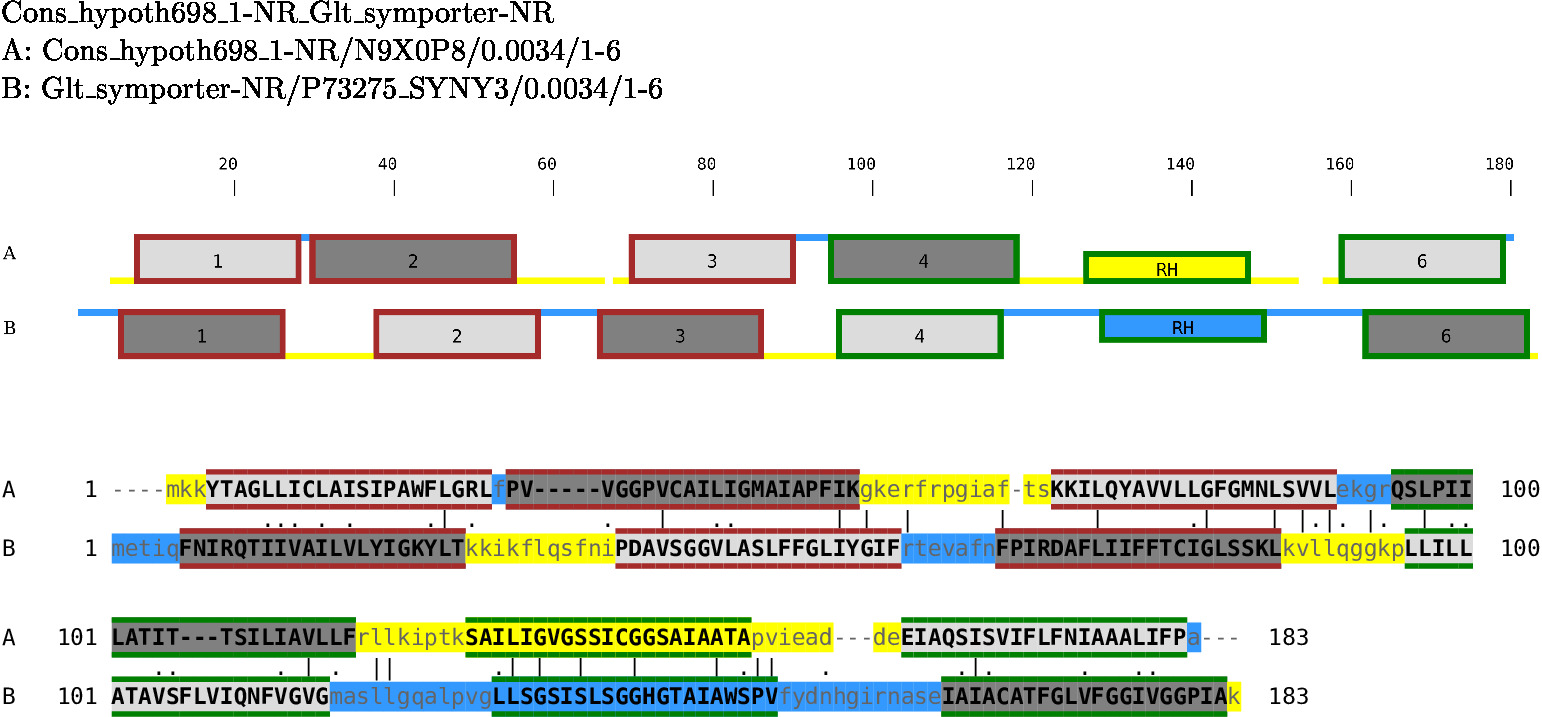 Cons_hypoth698_1-NR_Glt_symporter-NR
A: Cons_hypoth698_1-NR/N9X0P8/0.0034/1-6
B: Glt_symporter-NR/P73275_SYNY3/0.0034/1-6
20 40 60 80 100 120 140 160 180
A 1 2 3 4 RH 6
B 1 2 3 4 RH 6
A 1 ----mkkYTAGLLICLAISIPAWFLGRLfPV-----VGGPVCAILIGMAIAPFIKgkerfrpgiaf-tsKKILQYAVVLLGFGMNLSVVLekgrQSLPII 100
B 1 metiqFNIRQTIIVAILVLYIGKYLTkkikflqsfniPDAVSGGVLASLFFGLIYGIFrtevafnFPIRDAFLIIFFTCIGLSSKLkvllqggkpLLILL 100
A 101 LATIT---TSILIAVLLFrllkiptkSAILIGVGSSICGGSAIAATApviead---deEIAQSISVIFLFNIAAALIFPa--- 183
B 101 ATAVSFLVIQNFVGVGmasllgqalpvgLLSGSISLSGGHGTAIAWSPVfydnhgirnaseIAIACATFGLVFGGIVGGPIAk 183